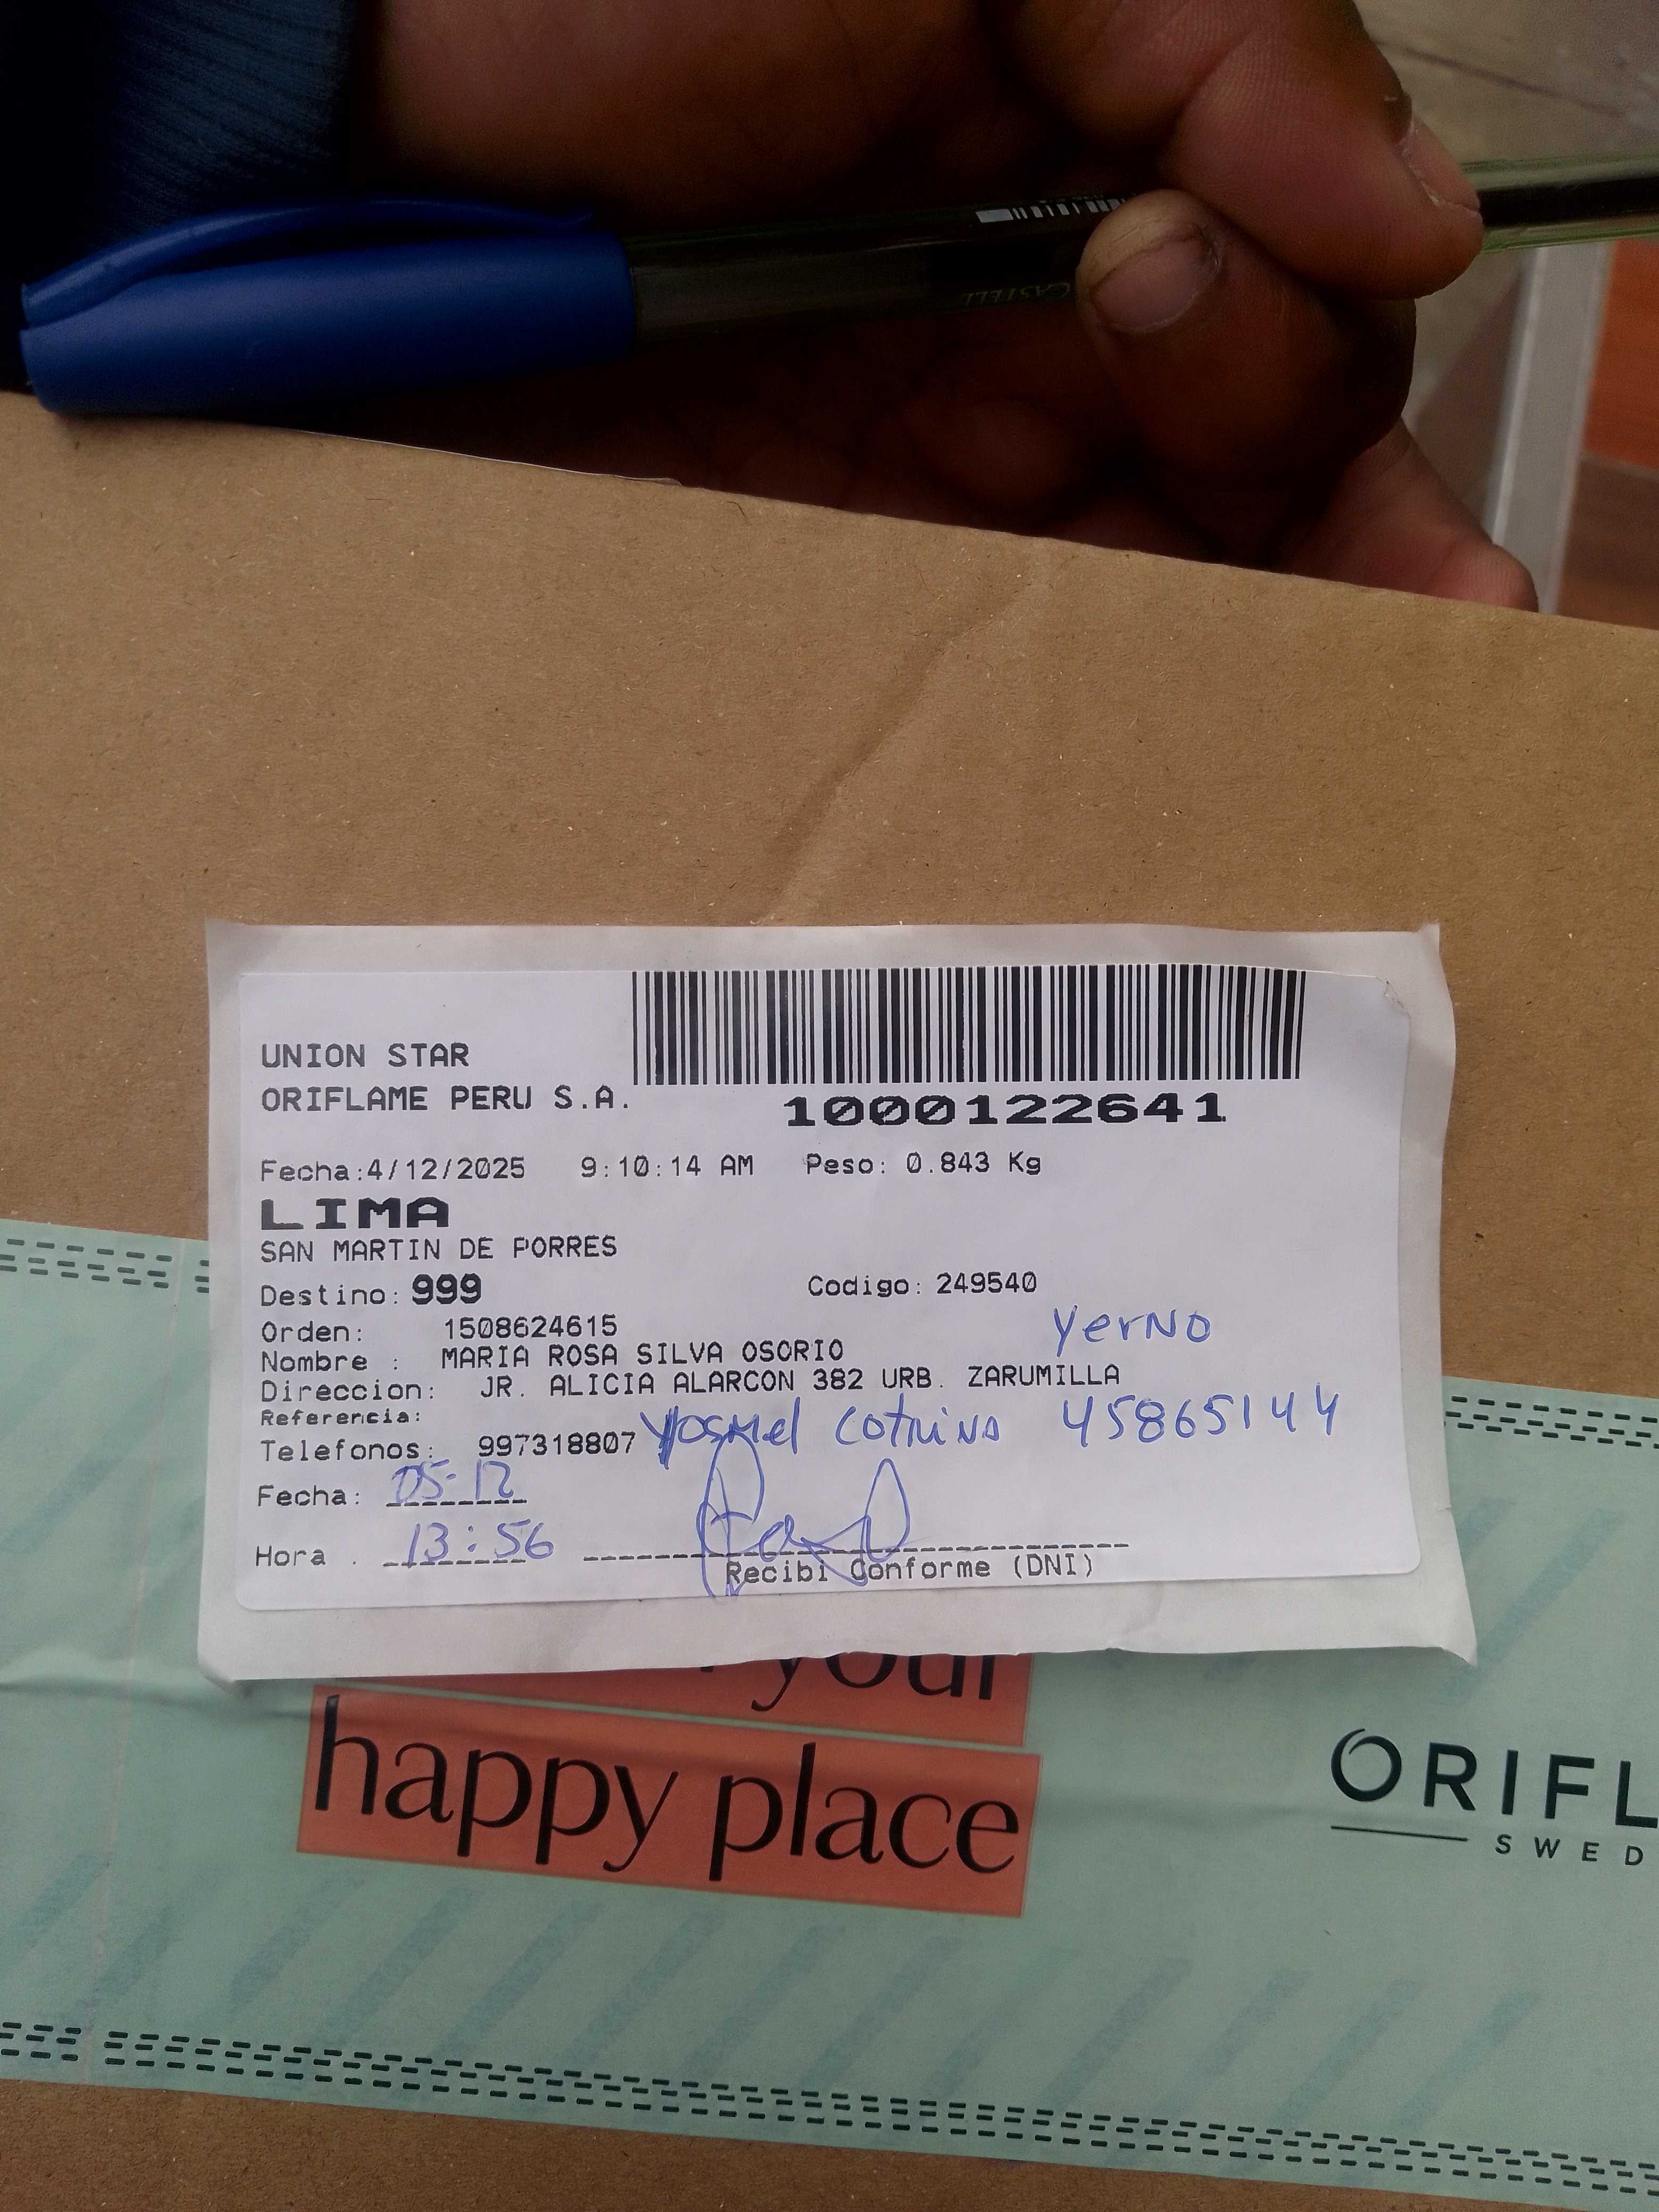 CASTELL
UNION STAR
ORIFLAME PERU S.A.
1000122641
Fecha:4/12/2025 9:10:14 AM Peso: 0.843 Kg
LIMA
SAN MARTIN DE PORRES
Destino: 999 Codigo: 249540
Orden: 1508624615 Yerno
Nombre : MARIA ROSA SILVA OSORIO
Direccion: JR. ALICIA ALARCON 382 URB. ZARUMILLA
Referencia:
Telefonos: 997318807 Yosmel Cotrina 45865144
Fecha: 05-12
Hora . 13:56
Recibi Conforme (DNI)
your
happy place
ORIFL
SWED